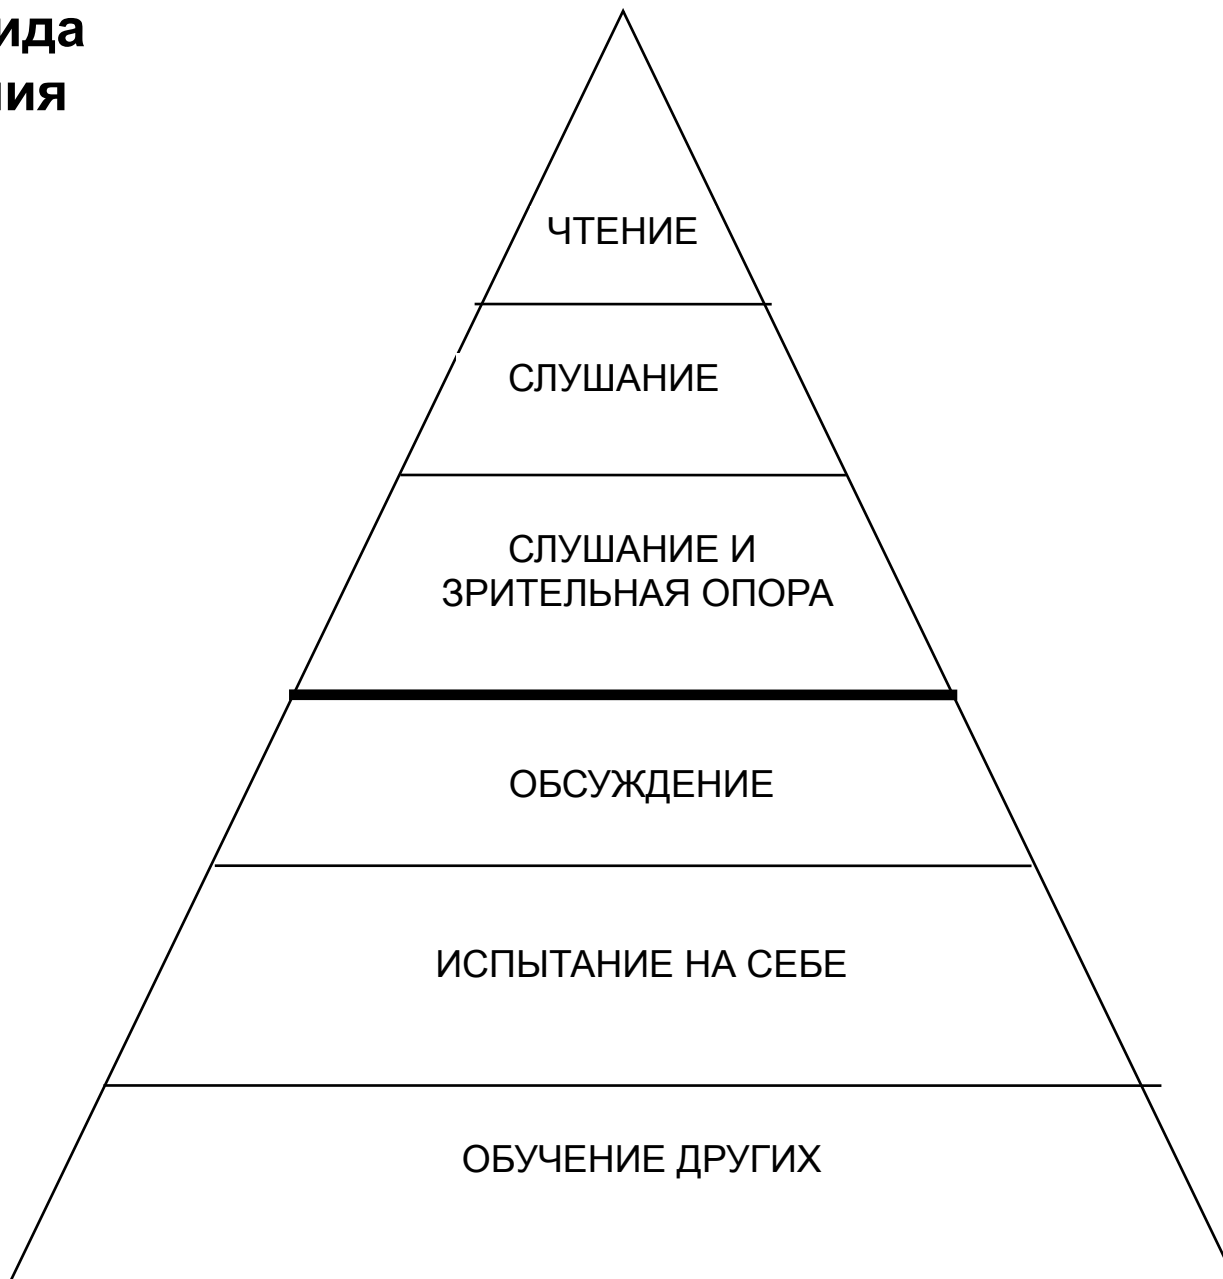 ида
ия
ЧТЕНИЕ
СЛУШАНИЕ
СЛУШАНИЕ И
ЗРИТЕЛЬНАЯ ОПОРА
ОБСУЖДЕНИЕ
ИСПЫТАНИЕ НА СЕБЕ
ОБУЧЕНИЕ ДРУГИХ